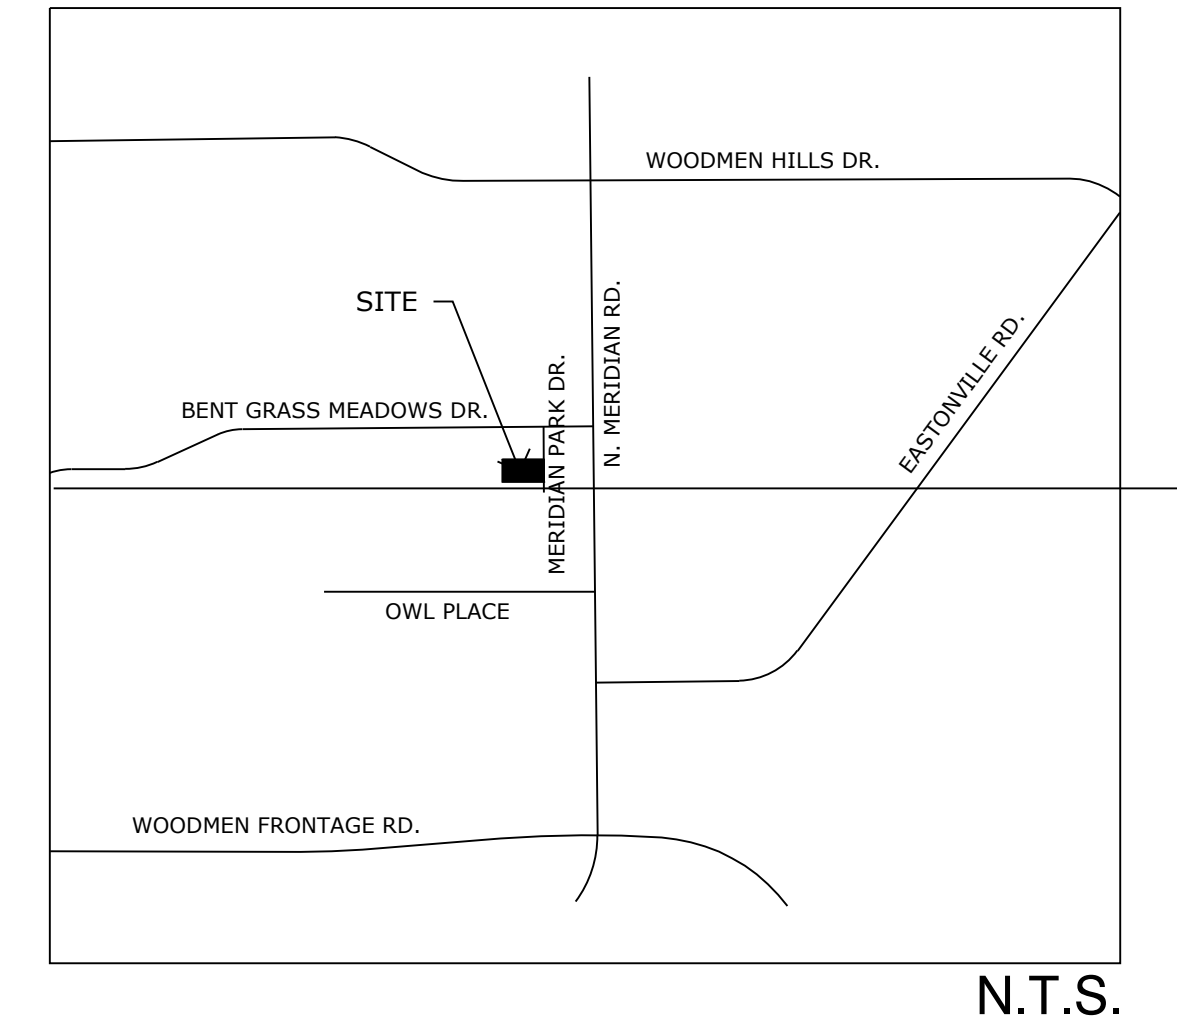 WOODMEN HILLS DR.
SITE
N. MERIDIAN RD.
EASTONVILLE RD.
MERIDIAN PARK DR.
BENT GRASS MEADOWS DR.
OWL PLACE
WOODMEN FRONTAGE RD.
N.T.S.